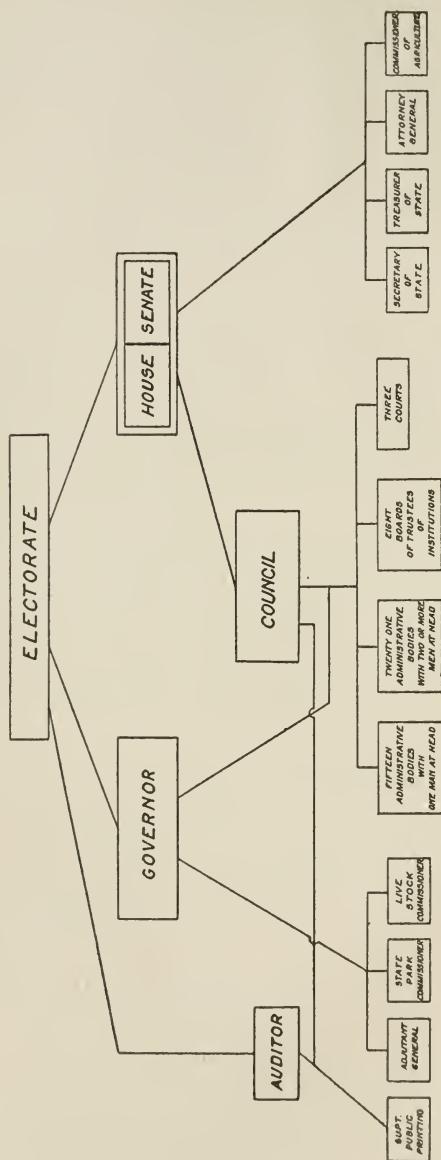 ELECTORATE
HOUSE
SENATE
COUNCIL
GOVERNOR
AUDITOR
SUPT.
PUBLIC
PRINTING
ADJUTANT
GENERAL
STATE
PARK
COMMISSIONER
LIVE
STOCK
COMMISSIONER
FIFTEEN
ADMINISTRATIVE
BODIES
WITH
ONE MAN AT HEAD
TWENTY ONE
ADMINISTRATIVE
BODIES
WITH TWO OR MORE
MEN AT HEAD
EIGHT
BOARDS
OF TRUSTEES
OF
INSTITUTIONS
THREE
COURTS
SECRETARY
OF
STATE
TREASURER
OF
STATE
ATTORNEY
GENERAL
COMMISSIONER
OF
AGRICULTURE